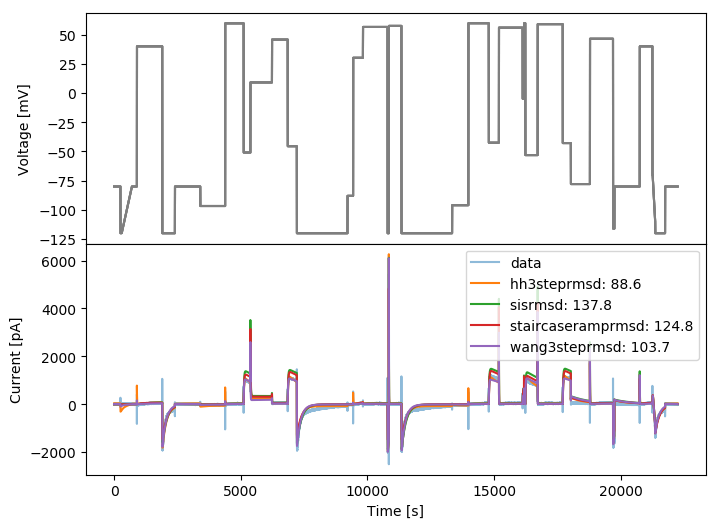 50
25
0
−25
−50
−75
−100
−125
Voltage [mV]
6000
4000
2000
0
−2000
Current [pA]
data
hh3steprmsd: 88.6
sisrmsd: 137.8
staircaseramprmsd: 124.8
wang3steprmsd: 103.7
0 5000 10000 15000 20000
Time [s]